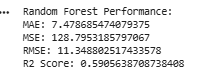 ... Random Forest Performance:
MAE: 7.478685474079375
MSE: 128.7953185797067
RMSE: 11.348802517433578
R2 Score: 0.5905638708738408